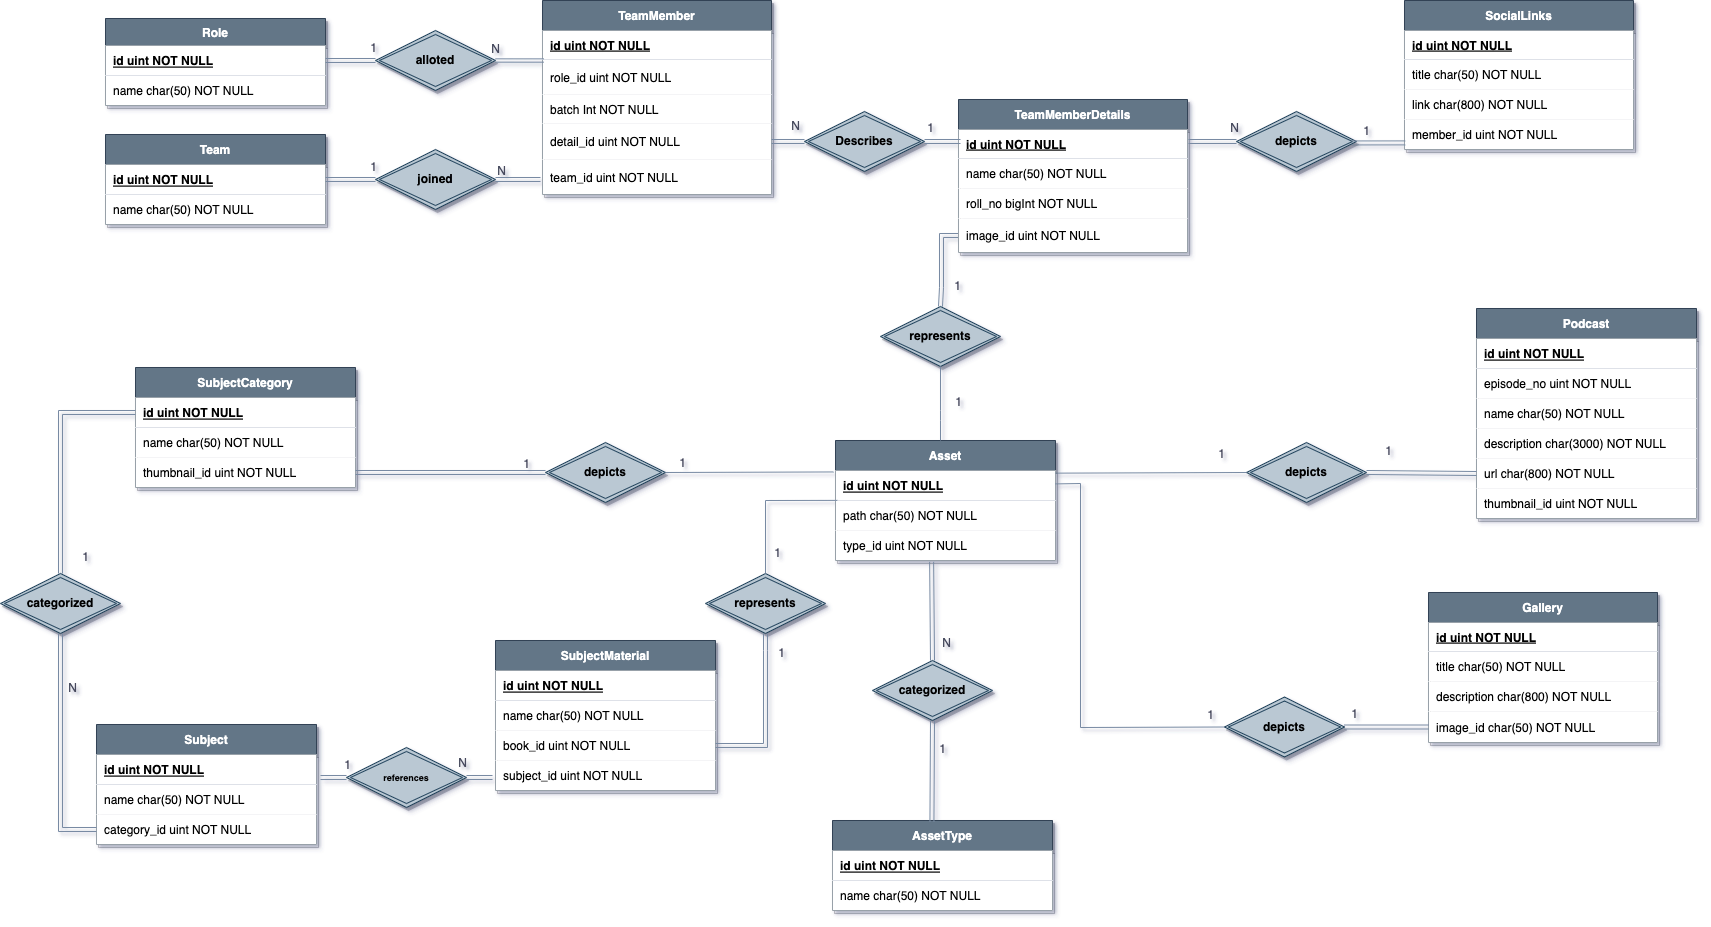 Role
id uint NOT NULL
name char(50) NOT NULL
1
alloted
N
TeamMember
id uint NOT NULL
role_id uint NOT NULL
batch Int NOT NULL
detail_id uint NOT NULL
team_id uint NOT NULL
Team
id uint NOT NULL
name char(50) NOT NULL
1
joined
N
N
Describes
1
TeamMemberDetails
id uint NOT NULL
name char(50) NOT NULL
roll_no bigInt NOT NULL
image_id uint NOT NULL
N
depicts
1
SocialLinks
id uint NOT NULL
title char(50) NOT NULL
link char(800) NOT NULL
member_id uint NOT NULL
1
represents
1
SubjectCategory
id uint NOT NULL
name char(50) NOT NULL
thumbnail_id uint NOT NULL
1
depicts
1
Asset
id uint NOT NULL
path char(50) NOT NULL
type_id uint NOT NULL
1
depicts
1
Podcast
id uint NOT NULL
episode_no uint NOT NULL
name char(50) NOT NULL
description char(3000) NOT NULL
url char(800) NOT NULL
thumbnail_id uint NOT NULL
1
categorized
N
1
represents
1
SubjectMaterial
id uint NOT NULL
name char(50) NOT NULL
book_id uint NOT NULL
subject_id uint NOT NULL
N
categorized
1
Gallery
id uint NOT NULL
title char(50) NOT NULL
description char(800) NOT NULL
image_id char(50) NOT NULL
1
depicts
1
Subject
id uint NOT NULL
name char(50) NOT NULL
category_id uint NOT NULL
1
references
N
AssetType
id uint NOT NULL
name char(50) NOT NULL